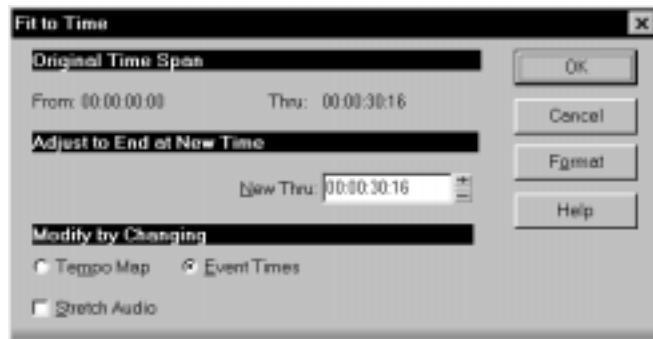 Fit to Time
Original Time Span
From: 00:00:00:00 Thru: 00:00:30:16
Adjust to End at New Time
New Thru: 00:00:30:16
Modify by Changing
Tempo Map Event Times
Stretch Audio
OK
Cancel
Format
Help